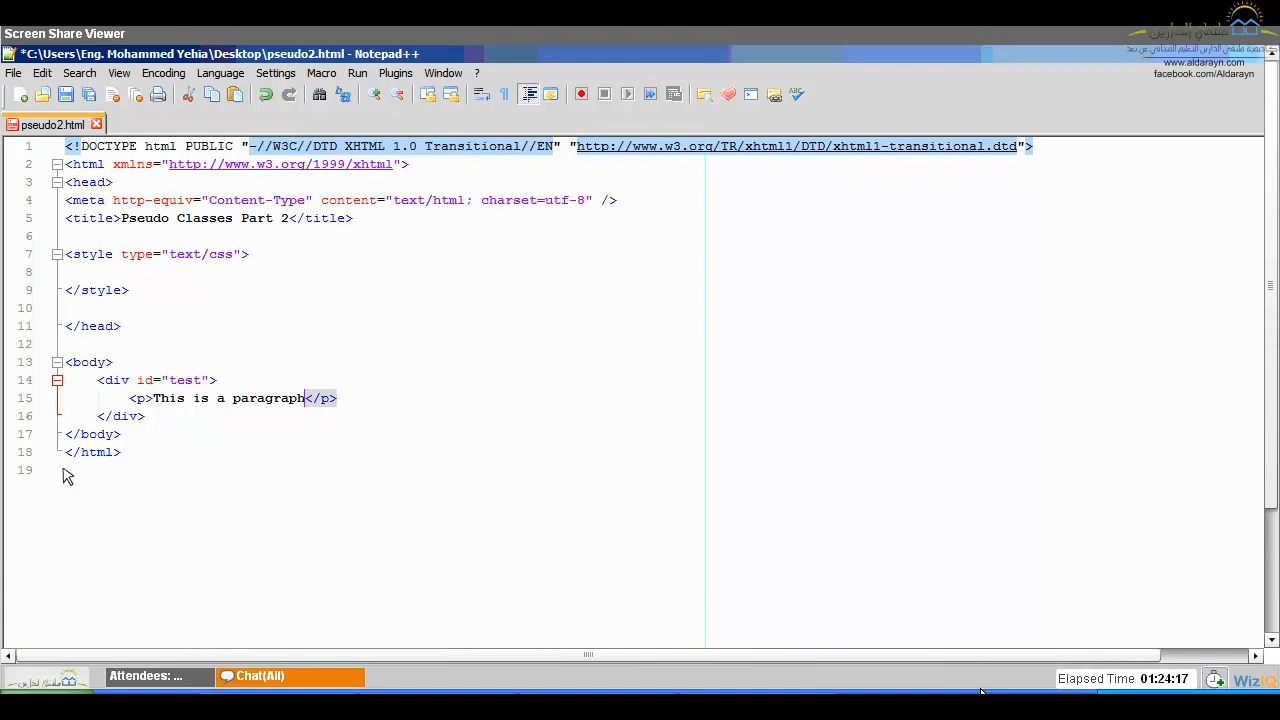 Screen Share Viewer
*C:\Users\Eng. Mohammed Yehia\Desktop\pseudo2.html - Notepad++
ملتقى الدارين
www.aldarayn.com
facebook.com/Aldarayn
File Edit Search View Encoding Language Settings Macro Run Plugins Window ?
pseudo2.html
1 <!DOCTYPE html PUBLIC "-//W3C//DTD XHTML 1.0 Transitional//EN" "http://www.w3.org/TR/xhtml1/DTD/xhtml1-transitional.dtd">
2 <html xmlns="http://www.w3.org/1999/xhtml">
3 <head>
4 <meta http-equiv="Content-Type" content="text/html; charset=utf-8" />
5 <title>Pseudo Classes Part 2</title>
6
7 <style type="text/css">
8
9 </style>
10
11 </head>
12
13 <body>
14 <div id="test">
15 <p>This is a paragraph</p>
16 </div>
17 </body>
18 </html>
19
Attendees: ... Chat(All) Elapsed Time 01:24:17 WizIQ